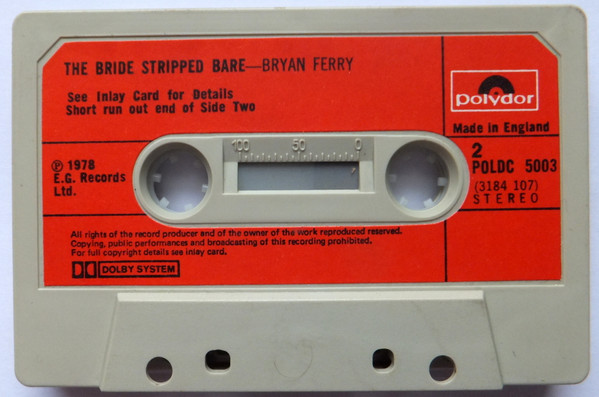 THE BRIDE STRIPPED BARE—BRYAN FERRY
See Inlay Card for Details
Short run out end of Side Two
polydor
Made in England
100 50 0
℗ 1978
E.G. Records
Ltd.
2
POLDC 5003
(3184 107)
STEREO
All rights of the record producer and of the owner of the work reproduced reserved.
Copying, public performances and broadcasting of this recording prohibited.
For full copyright details see inlay card.
DOLBY SYSTEM